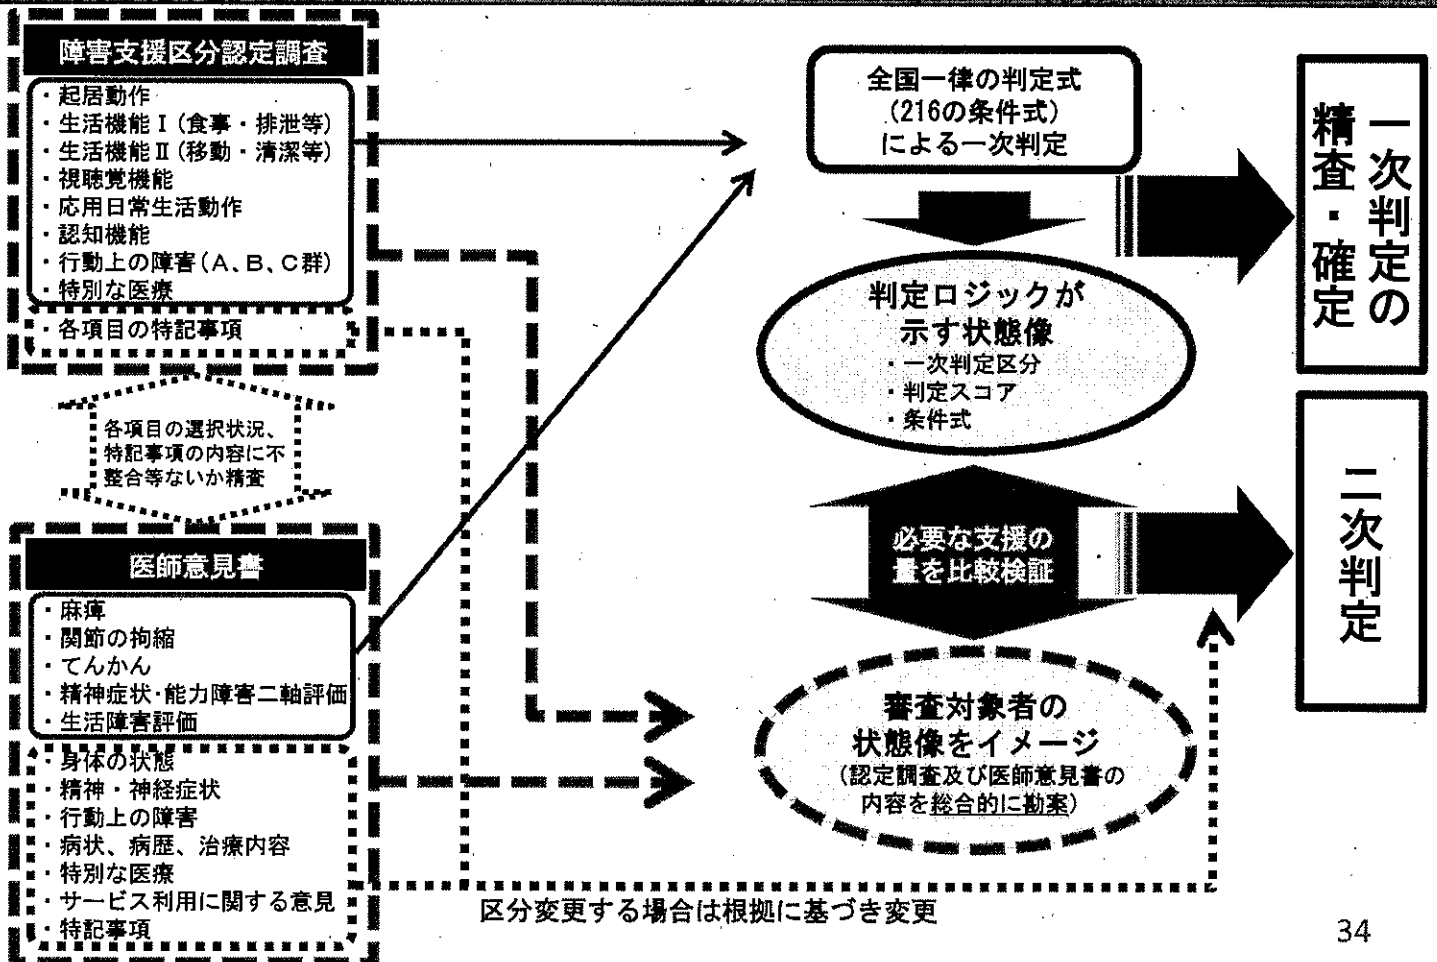 障害支援区分認定調査
・起居動作
・生活機能Ⅰ(食事・排泄等)
・生活機能Ⅱ(移動・清潔等)
・視聴覚機能
・応用日常生活動作
・認知機能
・行動上の障害(A、B、C群)
・特別な医療
・各項目の特記事項
各項目の選択状況、
特記事項の内容に不
整合等ないか精査
医師意見書
・麻痺
・関節の拘縮
・てんかん
・精神症状・能力障害二軸評価
・生活障害評価
・身体の状態
・精神・神経症状
・行動上の障害
・病状、病歴、治療内容
・特別な医療
・サービス利用に関する意見
・特記事項
全国一律の判定式
(216の条件式)
による一次判定
判定ロジックが
示す状態像
・一次判定区分
・判定スコア
・条件式
必要な支援の
量を比較検証
審査対象者の
状態像をイメージ
(認定調査及び医師意見書の
内容を総合的に勘案)
区分変更する場合は根拠に基づき変更
一次判定の
精査・確定
二次判定
34